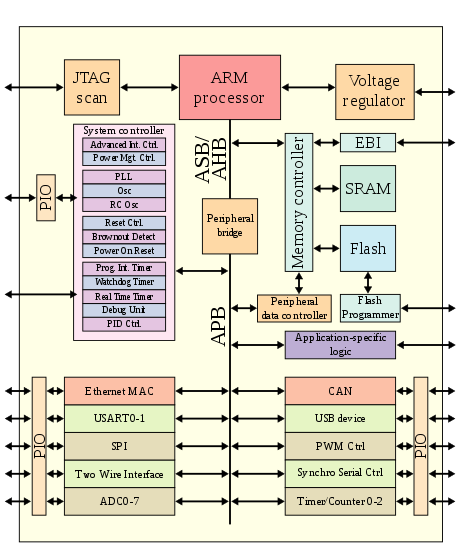 JTAG
scan
ARM
processor
Voltage
regulator
System controller
Advanced Int. Ctrl.
Power Mgt. Ctrl.
PLL
Osc
RC Osc
Reset Ctrl.
Brownout Detect
Power On Reset
Prog. Int. Timer
Watchdog Timer
Real Time Timer
Debug Unit
PID Ctrl.
PIO
ASB/
AHB
Peripheral
bridge
APB
Memory controller
EBI
SRAM
Flash
Peripheral
data controller
Flash
Programmer
Application-specific
logic
PIO
Ethernet MAC
USART0-1
SPI
Two Wire Interface
ADC0-7
CAN
USB device
PWM Ctrl
Synchro Serial Ctrl
Timer/Counter 0-2
PIO